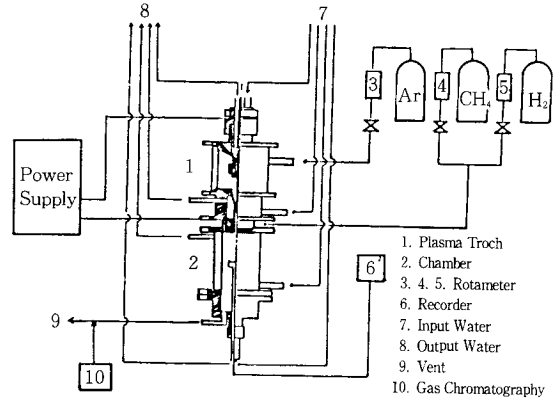 8
7
3
Ar
4
CH₄
5
H₂
Power
Supply
1
2
6
9
10
1. Plasma Troch
2. Chamber
3. 4. 5. Rotameter
6. Recorder
7. Input Water
8. Output Water
9. Vent
10. Gas Chromatography